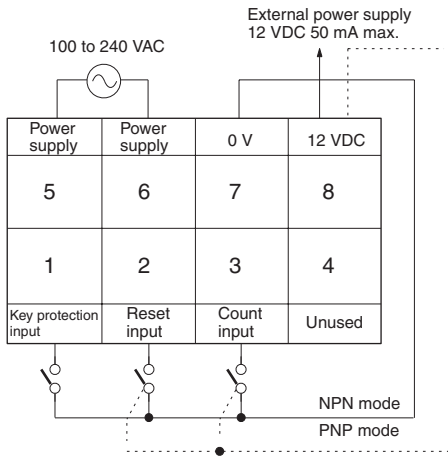 External power supply
12 VDC 50 mA max.
100 to 240 VAC
Power
supply
Power
supply
0 V
12 VDC
5
6
7
8
1
2
3
4
Key protection
input
Reset
input
Count
input
Unused
NPN mode
PNP mode